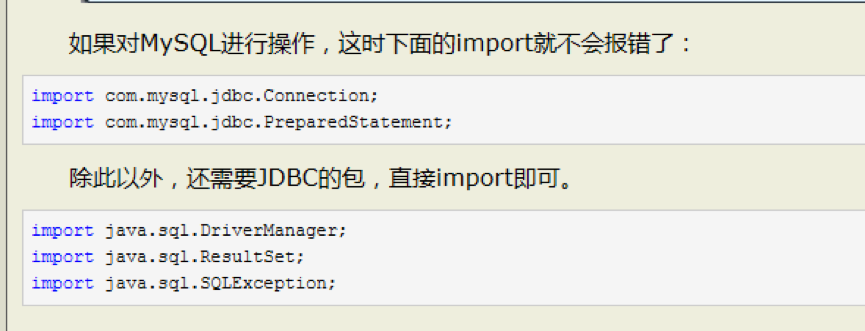 如果对MySQL进行操作，这时下面的import就不会报错了：
import com.mysql.jdbc.Connection;
import com.mysql.jdbc.PreparedStatement;
除此以外，还需要JDBC的包，直接import即可。
import java.sql.DriverManager;
import java.sql.ResultSet;
import java.sql.SQLException;